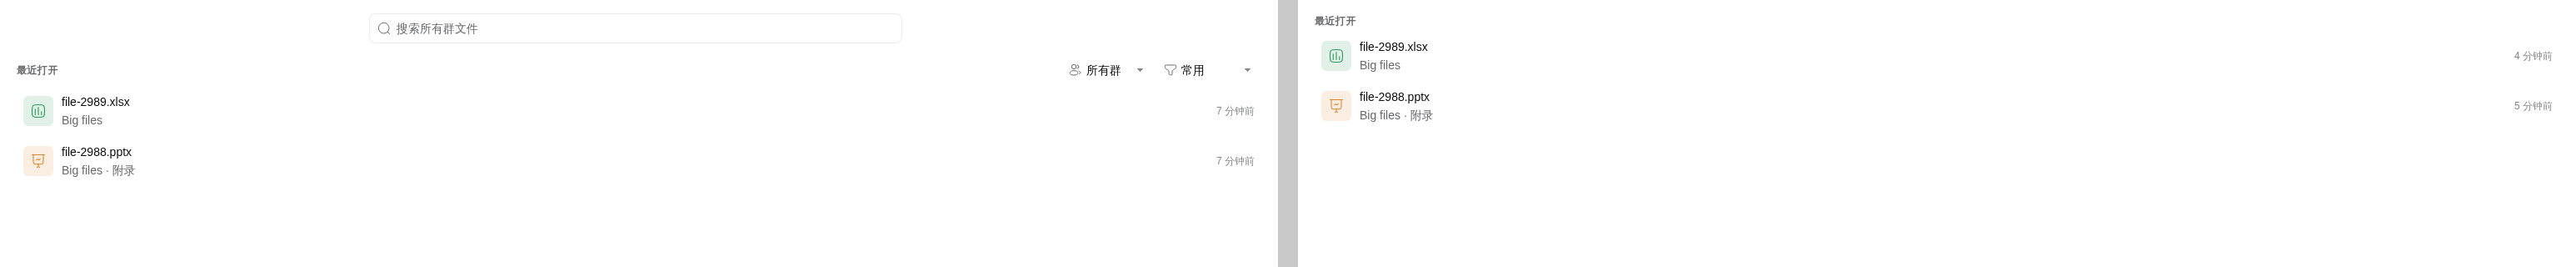 搜索所有群文件
最近打开
所有群
常用
file-2989.xlsx
Big files
7 分钟前
file-2988.pptx
Big files · 附录
7 分钟前
最近打开
file-2989.xlsx
Big files
4 分钟前
file-2988.pptx
Big files · 附录
5 分钟前